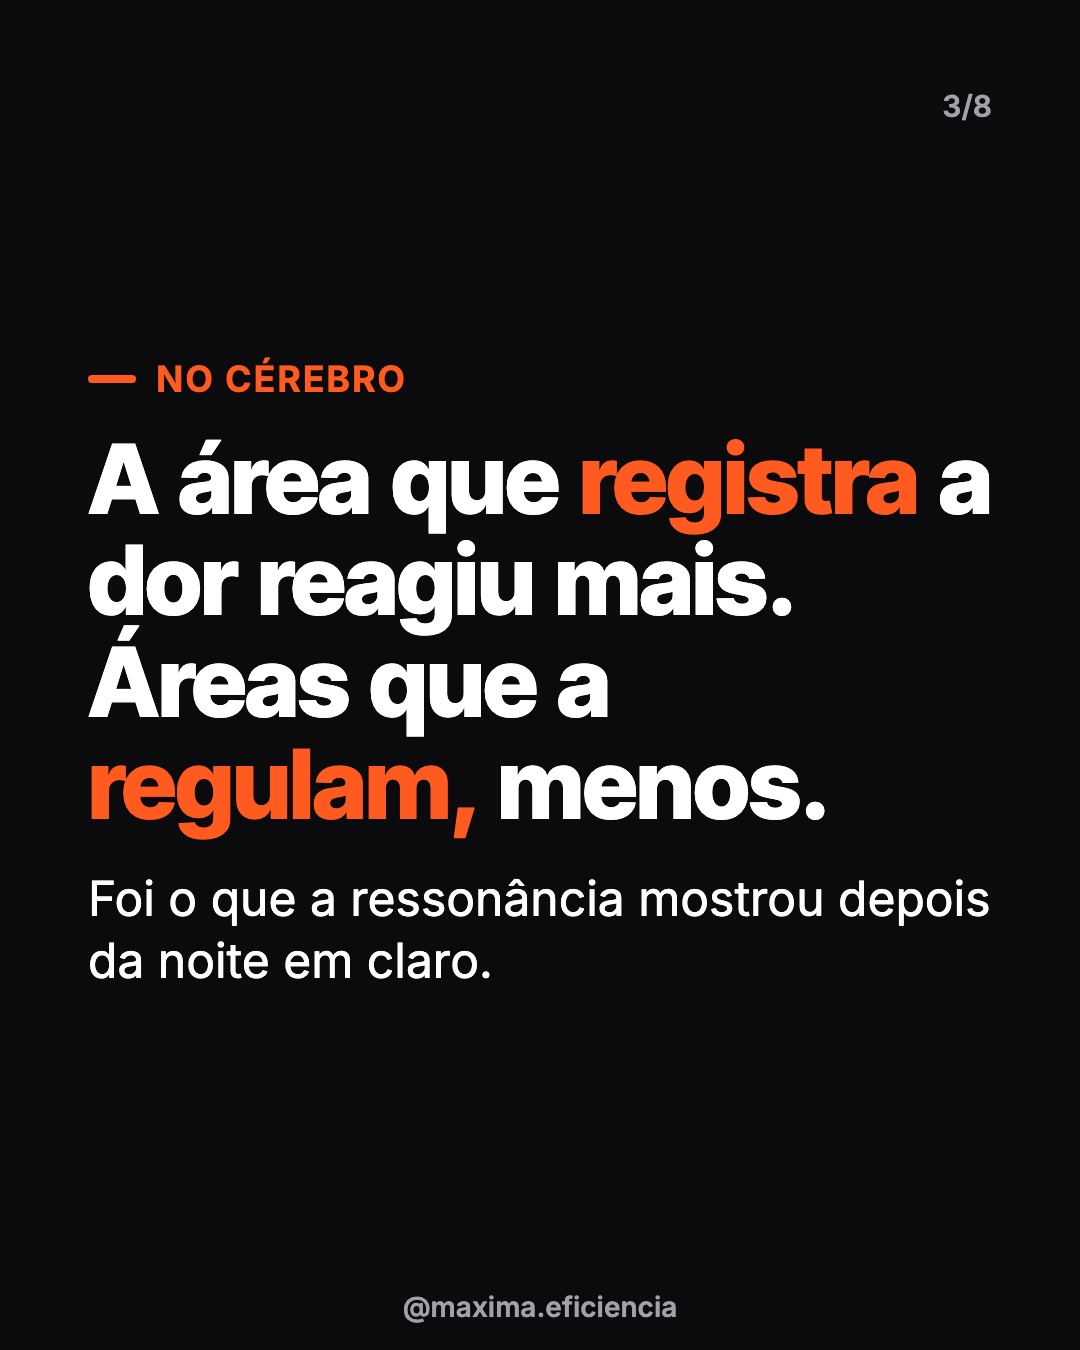 3/8
NO CÉREBRO
A área que registra a
dor reagiu mais.
Áreas que a
regulam, menos.
Foi o que a ressonância mostrou depois
da noite em claro.
@maxima.eficiencia